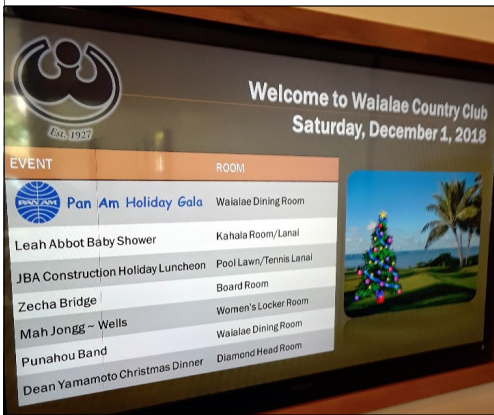 Est. 1927
Welcome to Waialae Country Club
Saturday, December 1, 2018
EVENT ROOM
PAN AM Pan Am Holiday Gala Waialae Dining Room
Leah Abbot Baby Shower Kahala Room/Lanai
JBA Construction Holiday Luncheon Pool Lawn/Tennis Lanai
Zecha Bridge Board Room
Mah Jongg ~ Wells Women's Locker Room
Punahou Band Waialae Dining Room
Dean Yamamoto Christmas Dinner Diamond Head Room